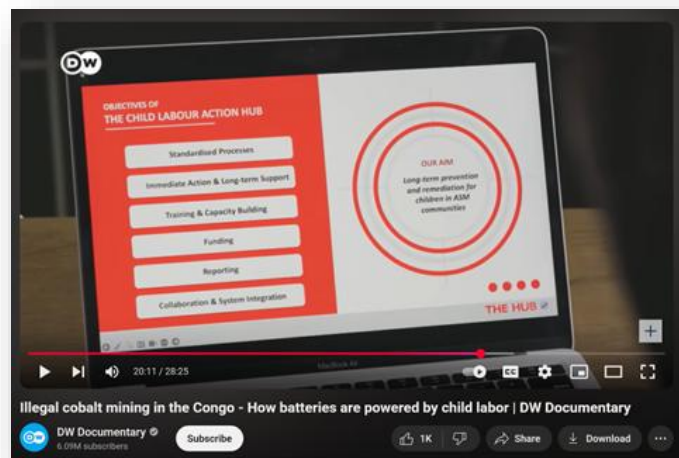 DW
OBJECTIVES OF
THE CHILD LABOUR ACTION HUB
Standardised Processes
Immediate Action & Long-term Support
Training & Capacity Building
Funding
Reporting
Collaboration & System Integration
OUR AIM
Long-term prevention
and remediation for
children in ASM
communities
THE HUB
MacBook Air
20:11 / 28:25
CC
Illegal cobalt mining in the Congo - How batteries are powered by child labor | DW Documentary
DW
DW Documentary
6.09M subscribers
Subscribe
1K
Share
Download